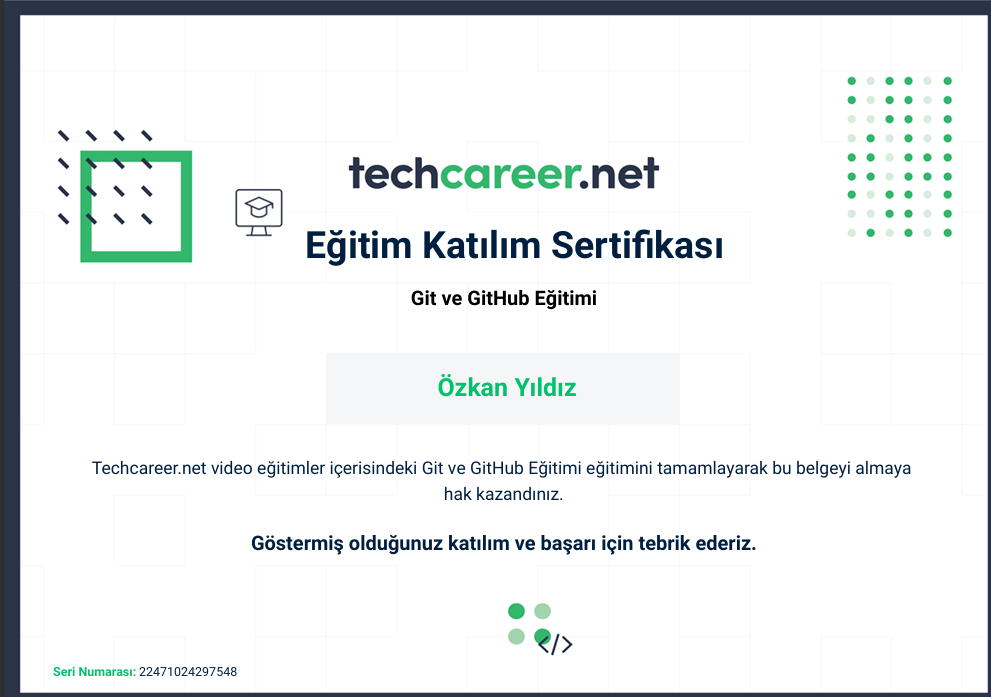 techcareer.net
Eğitim Katılım Sertifikası
Git ve GitHub Eğitimi
Özkan Yıldız
Techcareer.net video eğitimler içerisindeki Git ve GitHub Eğitimi eğitimini tamamlayarak bu belgeyi almaya
hak kazandınız.
Göstermiş olduğunuz katılım ve başarı için tebrik ederiz.
</>
Seri Numarası: 22471024297548